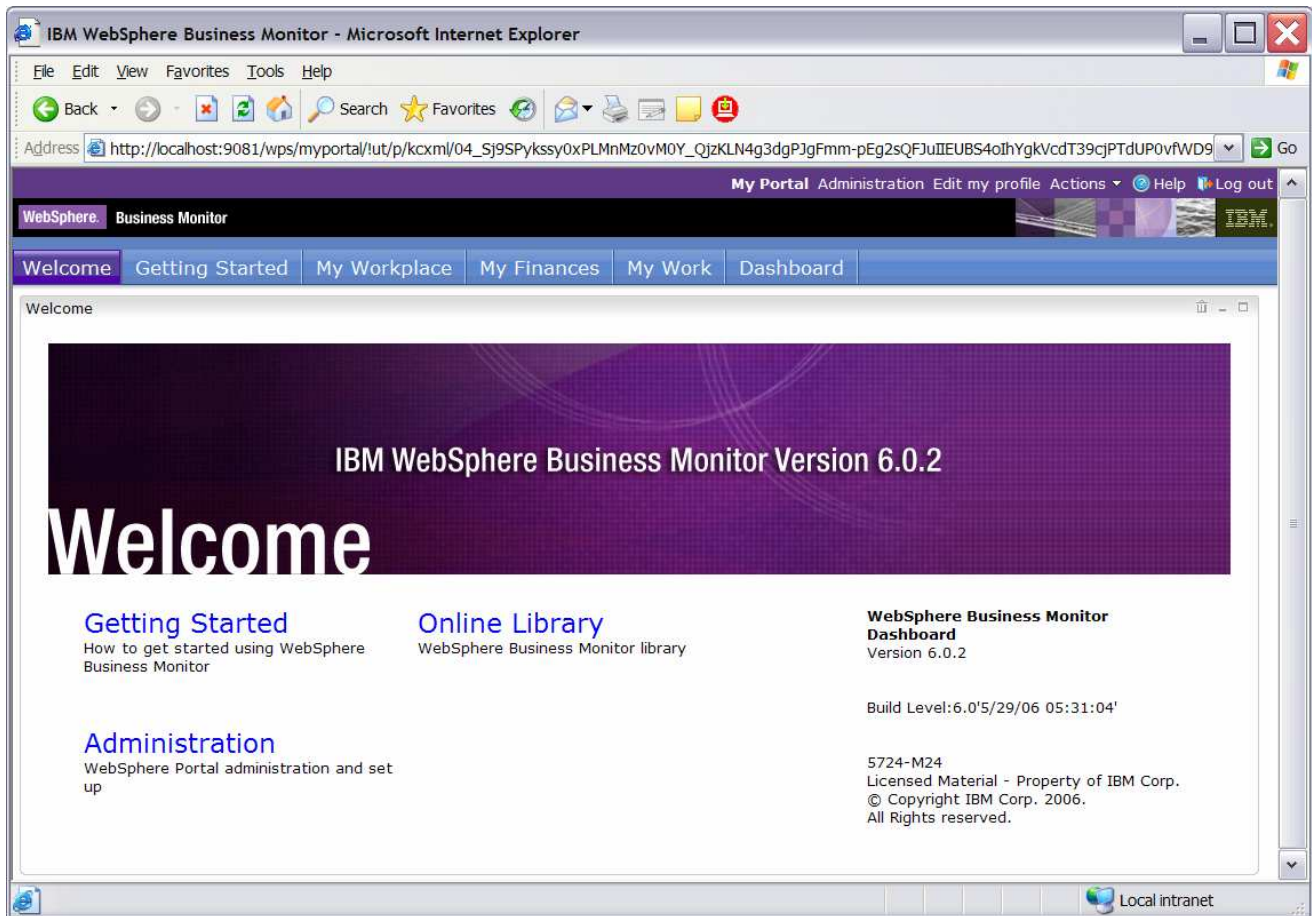 IBM WebSphere Business Monitor - Microsoft Internet Explorer
File Edit View Favorites Tools Help
Back Search Favorites
Address http://localhost:9081/wps/myportal/!ut/p/kcxml/04_Sj9SPykssy0xPLMnMz0vM0Y_QjzKLN4g3dgPJgFmm-pEg2sQFJuIIEUBS4oIhYgkVcdT39cjPTdUP0vfWD9 Go
My Portal Administration Edit my profile Actions Help Log out
WebSphere. Business Monitor IBM.
Welcome Getting Started My Workplace My Finances My Work Dashboard
Welcome
IBM WebSphere Business Monitor Version 6.0.2
Welcome
Getting Started
How to get started using WebSphere
Business Monitor
Online Library
WebSphere Business Monitor library
Administration
WebSphere Portal administration and set
up
WebSphere Business Monitor
Dashboard
Version 6.0.2
Build Level:6.0'5/29/06 05:31:04'
5724-M24
Licensed Material - Property of IBM Corp.
© Copyright IBM Corp. 2006.
All Rights reserved.
Local intranet